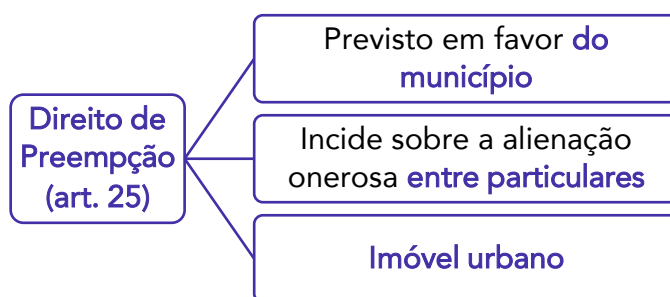 Direito de
Preempção
(art. 25)
Previsto em favor do
município
Incide sobre a alienação
onerosa entre particulares
Imóvel urbano